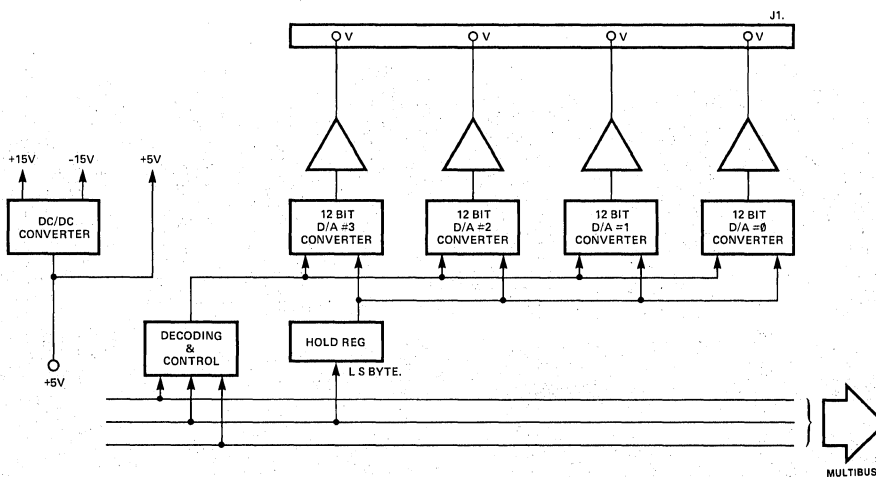 J1.
V V V V
+15V -15V +5V
DC/DC
CONVERTER
12 BIT
D/A #3
CONVERTER
12 BIT
D/A #2
CONVERTER
12 BIT
D/A =1
CONVERTER
12 BIT
D/A =0
CONVERTER
DECODING
&
CONTROL
HOLD REG
L S BYTE.
+5V
MULTIBUS